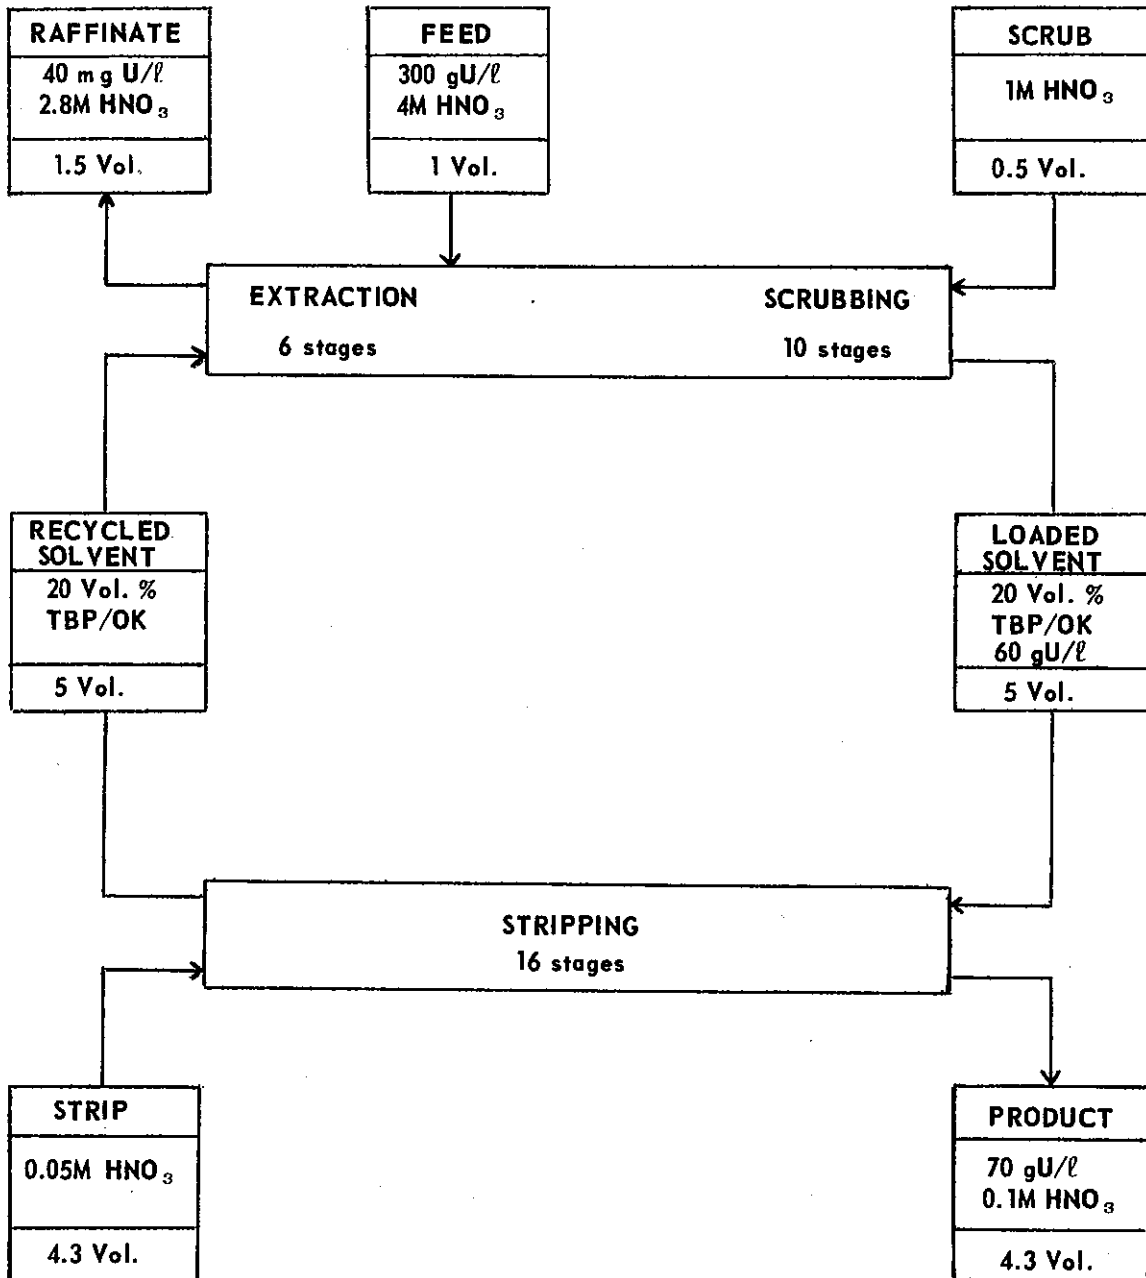 RAFFINATE
40 mg U/ℓ
2.8M HNO₃
1.5 Vol.
FEED
300 gU/ℓ
4M HNO₃
1 Vol.
SCRUB
1M HNO₃
0.5 Vol.
EXTRACTION
6 stages
SCRUBBING
10 stages
RECYCLED
SOLVENT
20 Vol. %
TBP/OK
5 Vol.
LOADED
SOLVENT
20 Vol. %
TBP/OK
60 gU/ℓ
5 Vol.
STRIPPING
16 stages
STRIP
0.05M HNO₃
4.3 Vol.
PRODUCT
70 gU/ℓ
0.1M HNO₃
4.3 Vol.